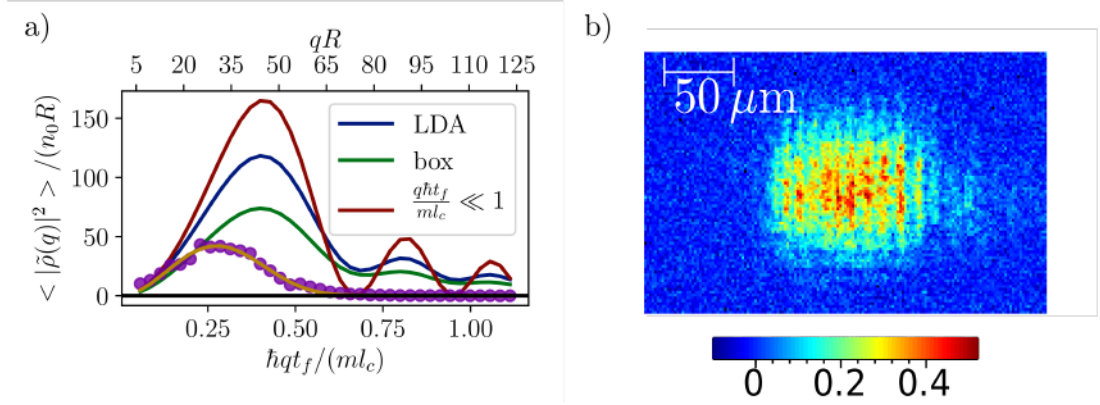 a)
qR
5 20 35 50 65 80 95 110 125
< |ρ̃(q)|² > /(n₀R)
150
100
50
0
LDA
box
qℏt_f/ml_c ≪ 1
0.25 0.50 0.75 1.00
ℏqt_f/(ml_c)
b)
50 μm
0 0.2 0.4